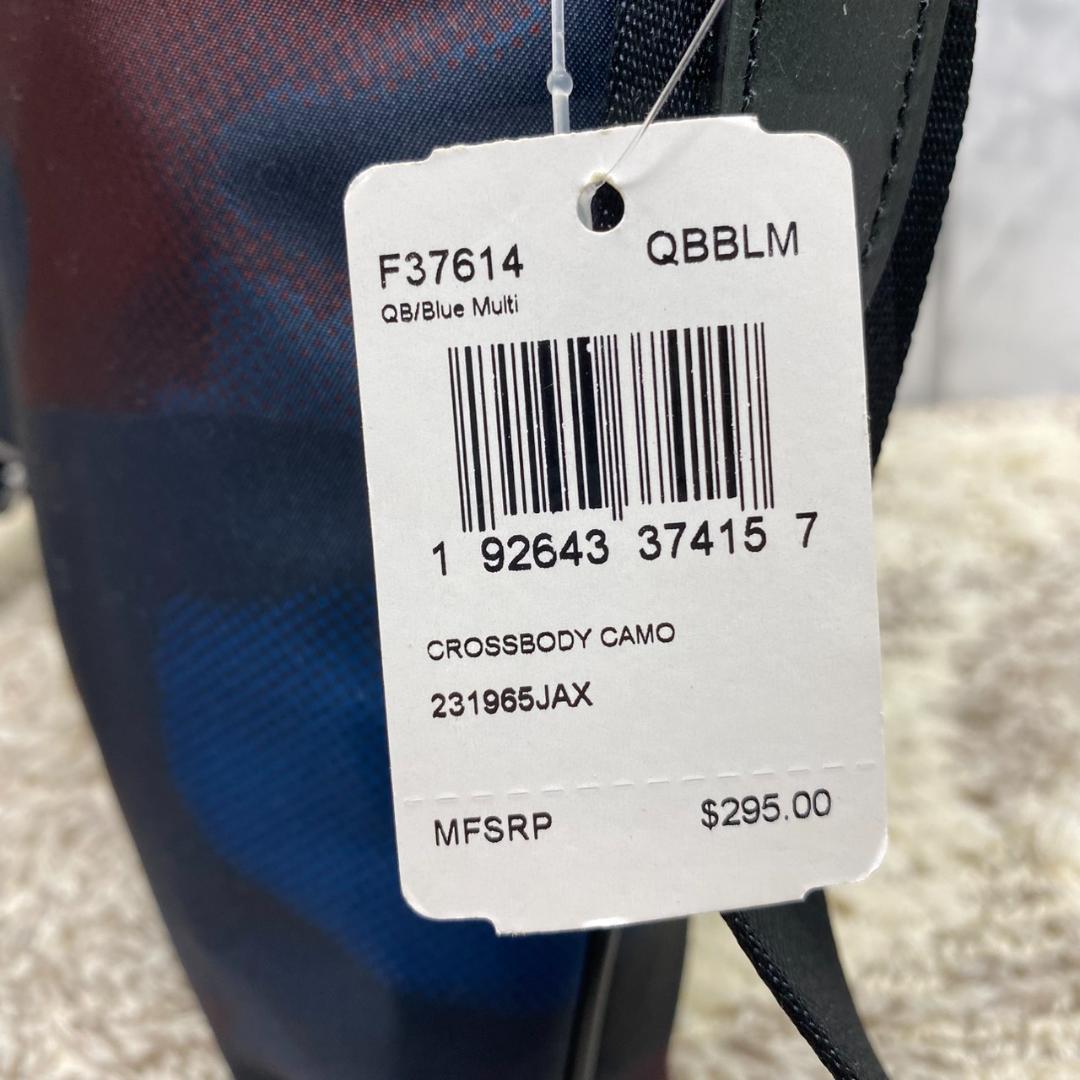 F37614 QBBLM
QB/Blue Multi
1 92643 37415 7
CROSSBODY CAMO
231965JAX
MFSRP $295.00